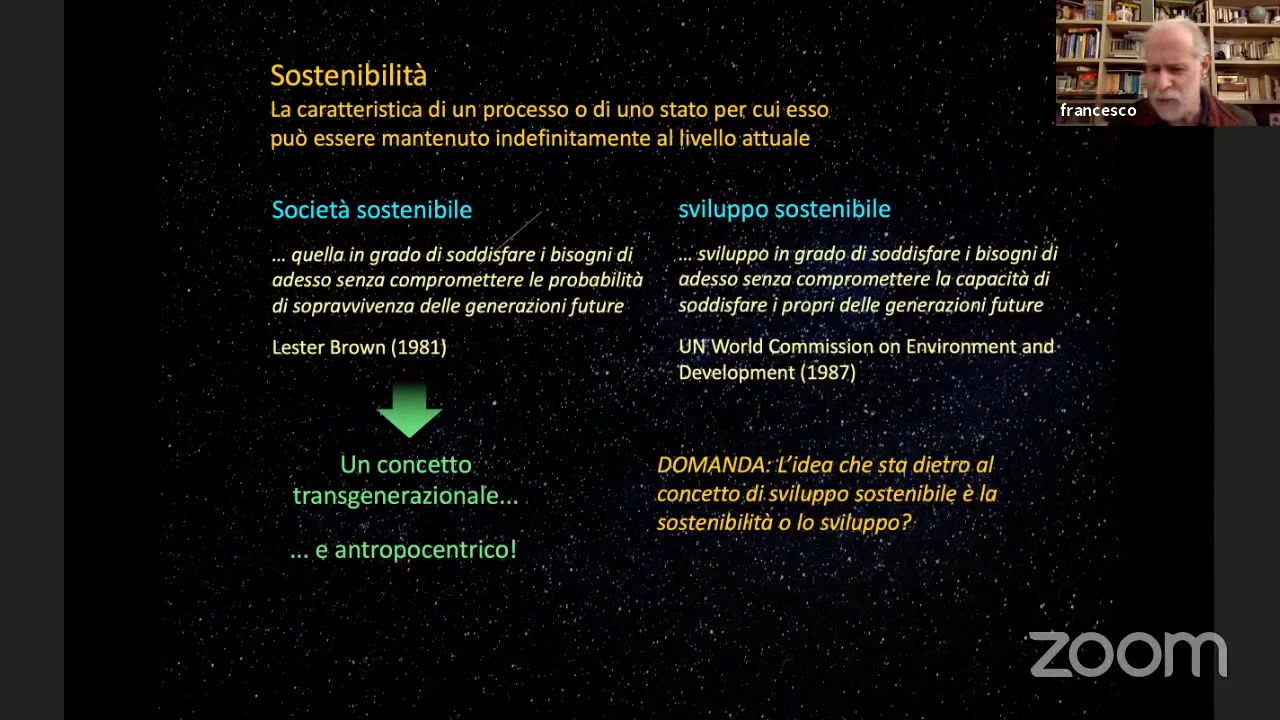 Sostenibilità
La caratteristica di un processo o di uno stato per cui esso
può essere mantenuto indefinitamente al livello attuale
Società sostenibile
... quella in grado di soddisfare i bisogni di
adesso senza compromettere le probabilità
di sopravvivenza delle generazioni future
Lester Brown (1981)
Un concetto
transgenerazionale...
... e antropocentrico!
sviluppo sostenibile
... sviluppo in grado di soddisfare i bisogni di
adesso senza compromettere la capacità di
soddisfare i propri delle generazioni future
UN World Commission on Environment and
Development (1987)
DOMANDA: L'idea che sta dietro al
concetto di sviluppo sostenibile è la
sostenibilità o lo sviluppo?
francesco
zoom